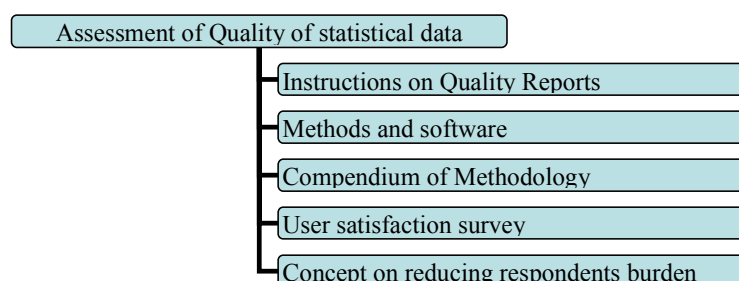 Assessment of Quality of statistical data
Instructions on Quality Reports
Methods and software
Compendium of Methodology
User satisfaction survey
Concept on reducing respondents burden